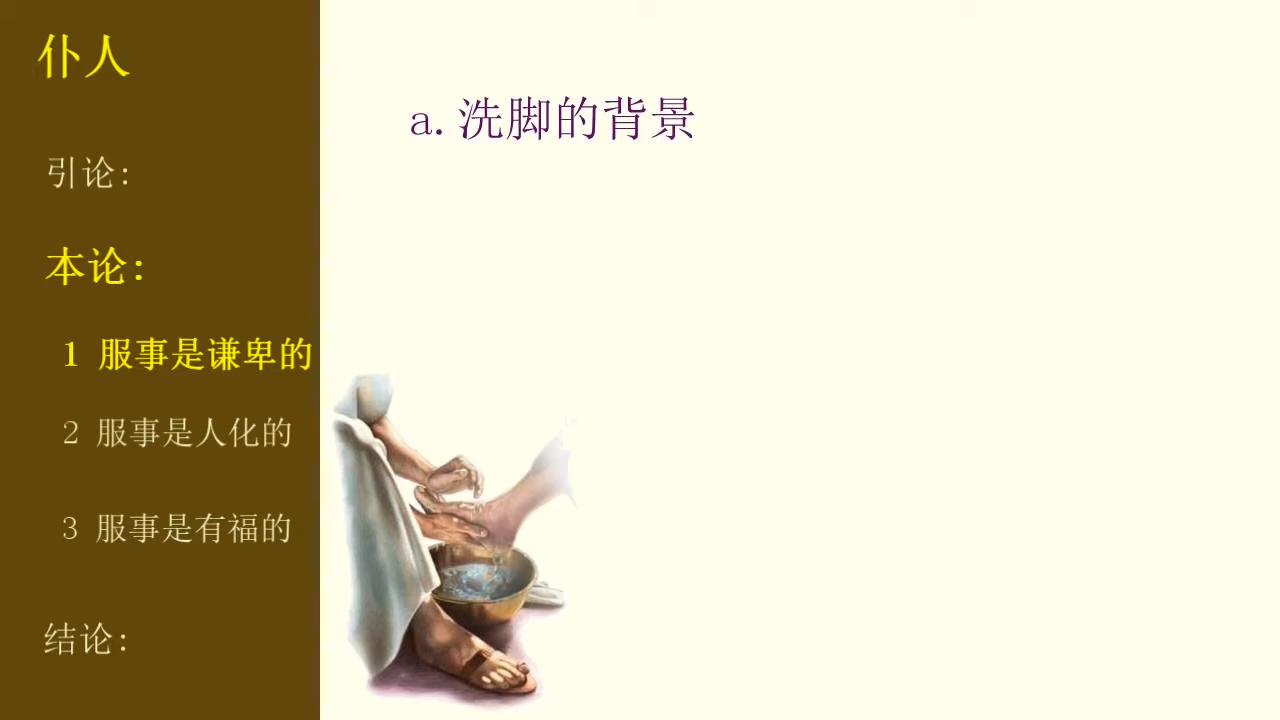 仆人
引论:
本论:
1 服事是谦卑的
2 服事是人化的
3 服事是有福的
结论:
a.洗脚的背景